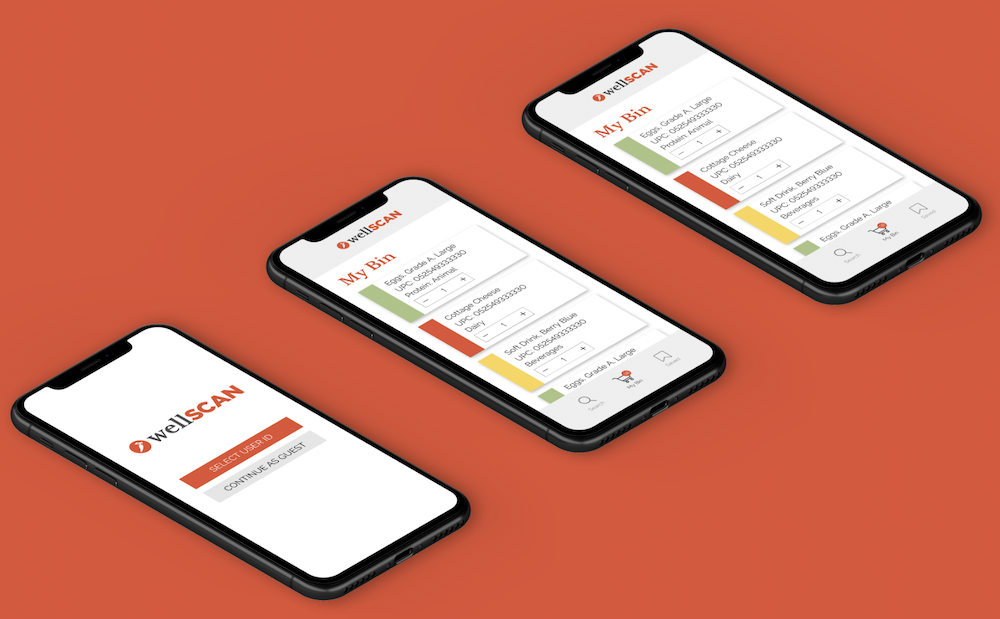 wellSCAN
SELECT USER ID
CONTINUE AS GUEST
wellSCAN
My Bin
Eggs, Grade A, Large
UPC: 052549333330
Protein: Animal
− 1 +
Cottage Cheese
UPC: 052549333330
Dairy
− 1 +
Soft Drink, Berry Blue
UPC: 052549333330
Beverages
− 1 +
Eggs, Grade A, Large
Search
My Bin
Saved
wellSCAN
My Bin
Eggs, Grade A, Large
UPC: 052549333330
Protein: Animal
− 1 +
Cottage Cheese
UPC: 052549333330
Dairy
− 1 +
Soft Drink, Berry Blue
UPC: 052549333330
Beverages
− 1 +
Eggs, Grade A, Large
Search
My Bin
Saved